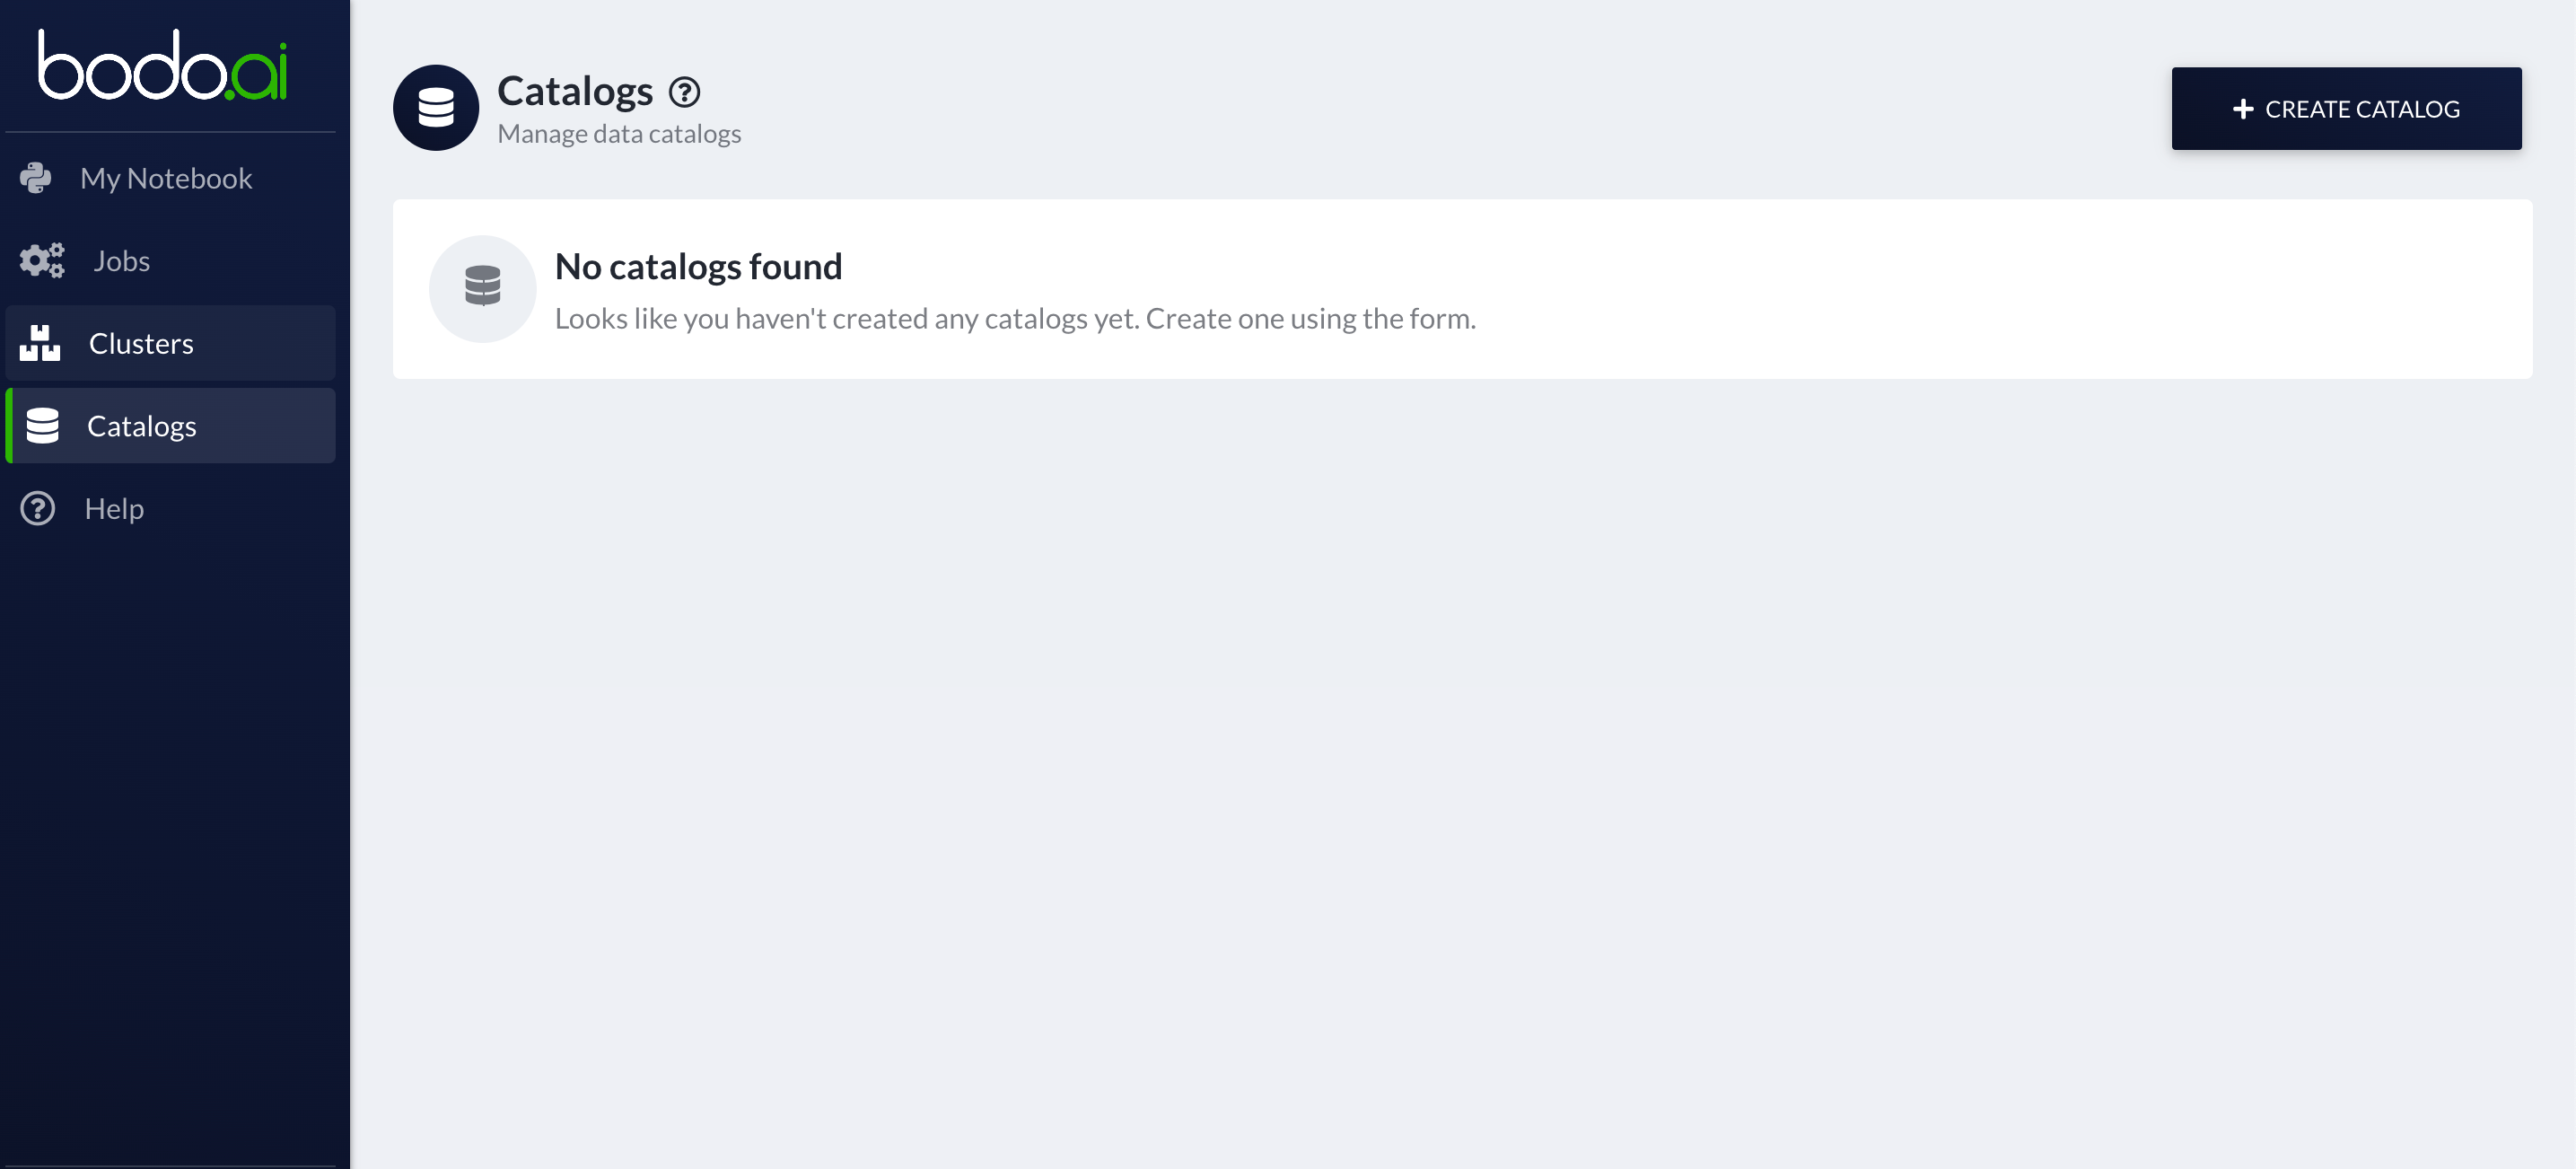 bodo.ai
My Notebook
Jobs
Clusters
Catalogs
Help
Catalogs
Manage data catalogs
CREATE CATALOG
No catalogs found
Looks like you haven't created any catalogs yet. Create one using the form.